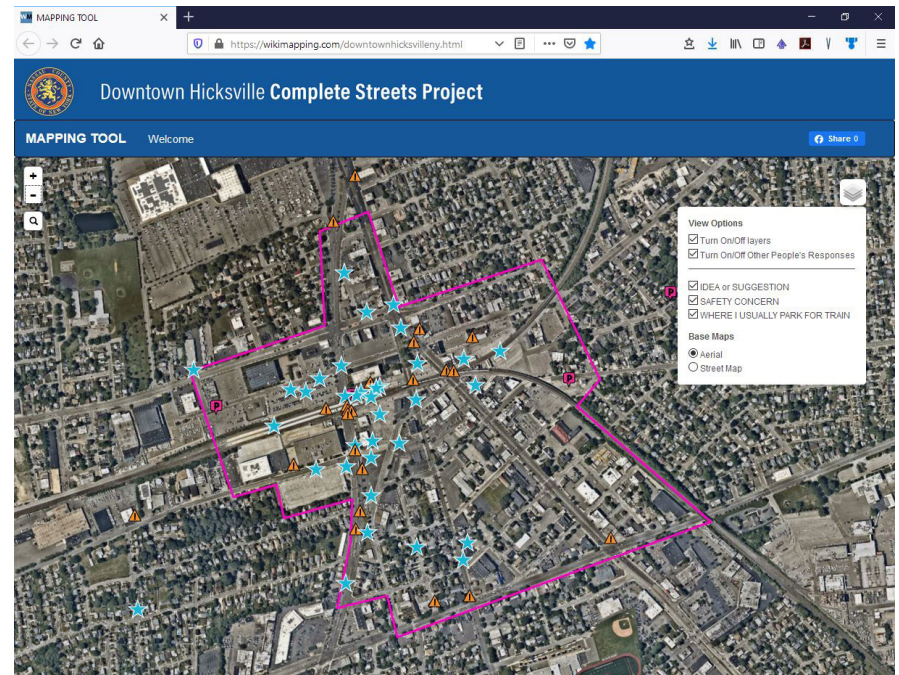 MAPPING TOOL
https://wikimapping.com/downtownhicksvilleny.html
Downtown Hicksville Complete Streets Project
MAPPING TOOL Welcome Share 0
View Options
Turn On/Off layers
Turn On/Off Other People's Responses
IDEA or SUGGESTION
SAFETY CONCERN
WHERE I USUALLY PARK FOR TRAIN
Base Maps
Aerial
Street Map